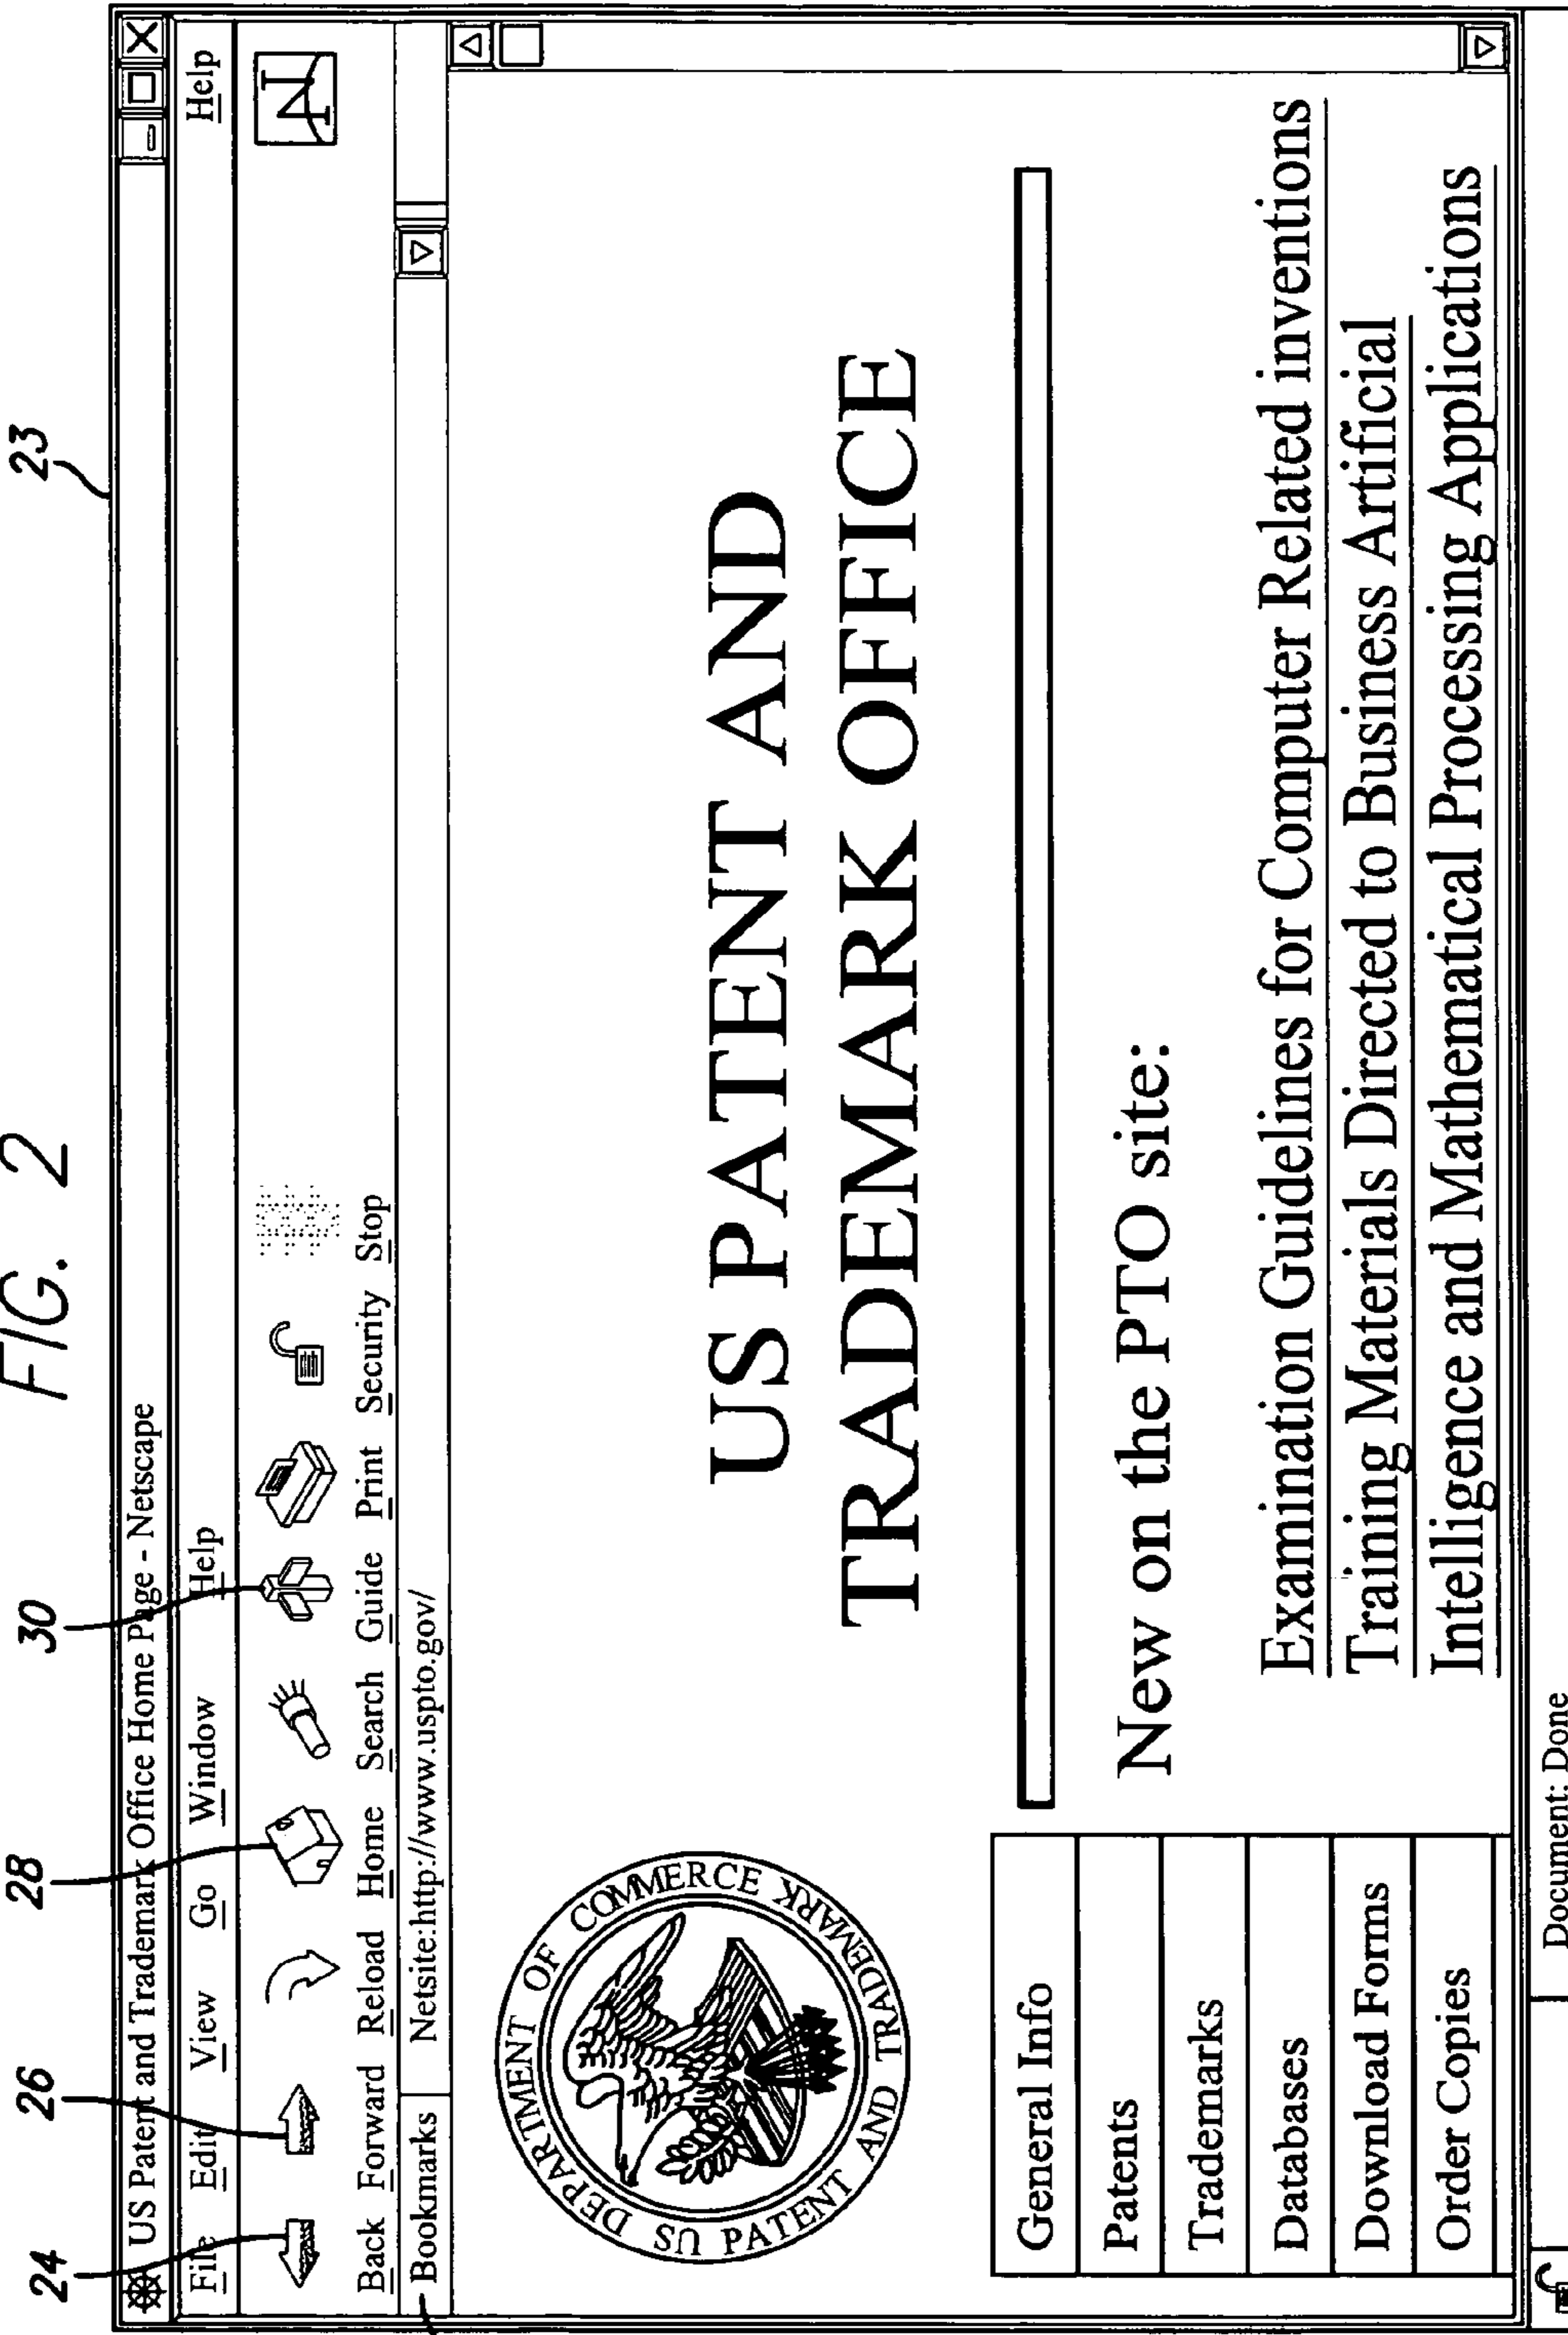 FIG. 2
24
26
28
30
23
US Patent and Trademark Office Home Page - Netscape
File Edit View Go Window Help Help
N
Back Forward Reload Home Search Guide Print Security Stop
Bookmarks Netsite:http://www.uspto.gov/
US DEPARTMENT OF COMMERCE
US PATENT AND TRADEMARK
US PATENT AND
TRADEMARK OFFICE
General Info
Patents
Trademarks
Databases
Download Forms
Order Copies
New on the PTO site:
Examination Guidelines for Computer Related inventions
Training Materials Directed to Business Artificial
Intelligence and Mathematical Processing Applications
Document: Done